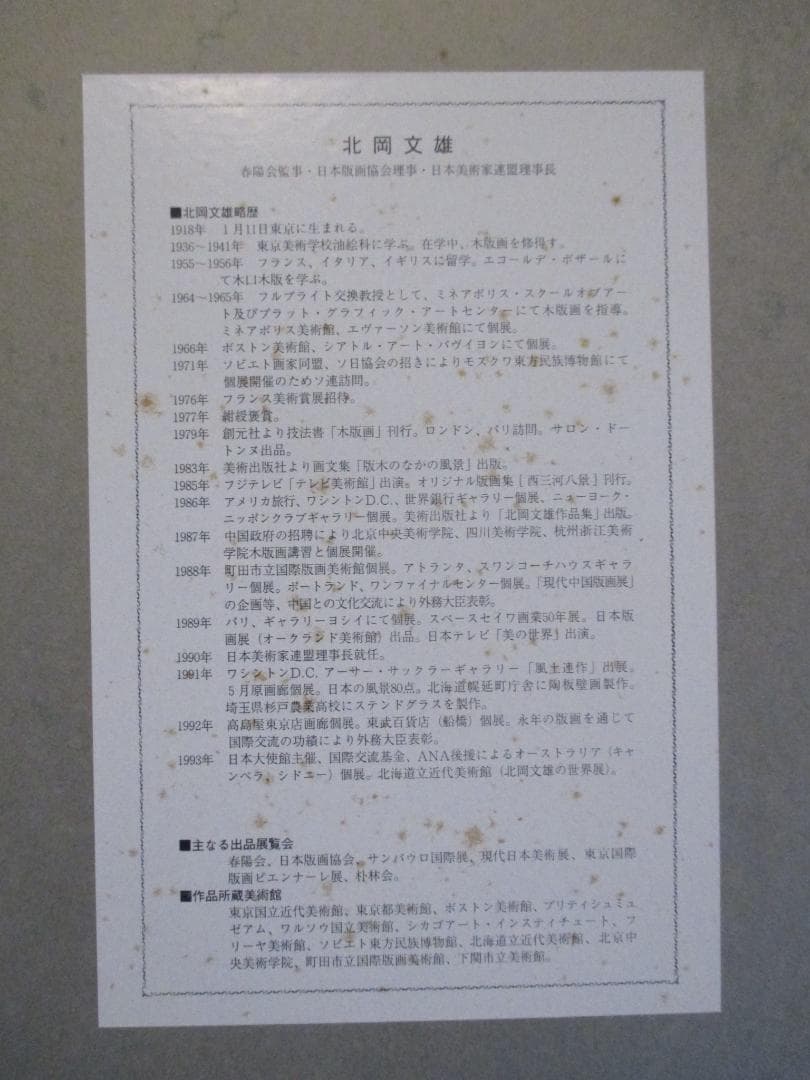 北岡文雄
春陽会監事・日本版画協会理事・日本美術家連盟理事長
■北岡文雄略歴
1918年 1月11日東京に生まれる。
1936〜1941年 東京美術学校油絵科に学ぶ。在学中、木版画を修得す。
1955〜1956年 フランス、イタリア、イギリスに留学。エコールデ・ボザールに
て木口木版を学ぶ。
1964〜1965年 フルブライト交換教授として、ミネアポリス・スクールオブアー
ト及びプラット・グラフィック・アートセンターにて木版画を指導。
ミネアポリス美術館、エヴァーソン美術館にて個展。
1966年 ボストン美術館、シアトル・アート・パヴィヨンにて個展。
1971年 ソビエト画家同盟、ソ日協会の招きによりモスクワ東方民族博物館にて
個展開催のためソ連訪問。
1976年 フランス美術賞展招待。
1977年 紺綬褒賞。
1979年 創元社より技法書「木版画」刊行。ロンドン、パリ訪問。サロン・ドー
トンヌ出品。
1983年 美術出版社より画文集「版木のなかの風景」出版。
1985年 フジテレビ「テレビ美術館」出演。オリジナル版画集「西三河八景」刊行。
1986年 アメリカ旅行、ワシントンD.C.、世界銀行ギャラリー個展、ニューヨーク・
ニッポンクラブギャラリー個展。美術出版社より「北岡文雄作品集」出版。
1987年 中国政府の招聘により北京中央美術学院、四川美術学院、杭州浙江美術
学院木版画講習と個展開催。
1988年 町田市立国際版画美術館個展。アトランタ、スワンコーチハウスギャラ
リー個展。ポートランド、ワンファイナルセンター個展。「現代中国版画展」
の企画等、中国との文化交流により外務大臣表彰。
1989年 パリ、ギャラリーヨシイにて個展。スペースセイワ画業50年展。日本版
画展（オークランド美術館）出品。日本テレビ「美の世界」出演。
1990年 日本美術家連盟理事長就任。
1991年 ワシントンD.C. アーサー・サックラーギャラリー「風土連作」出展。
5月原画廊個展。日本の風景80点。北海道幌延町庁舎に陶板壁画製作。
埼玉県杉戸農業高校にステンドグラスを製作。
1992年 高島屋東京店画廊個展。東武百貨店（船橋）個展。永年の版画を通じて
国際交流の功績により外務大臣表彰。
1993年 日本大使館主催、国際交流基金、ANA後援によるオーストラリア（キャ
ンベラ、シドニー）個展。北海道立近代美術館（北岡文雄の世界展）。
■主なる出品展覧会
春陽会、日本版画協会、サンパウロ国際展、現代日本美術展、東京国際
版画ビエンナーレ展、朴林会。
■作品所蔵美術館
東京国立近代美術館、東京都美術館、ボストン美術館、ブリティシュミュ
ゼアム、ワルソウ国立美術館、シカゴアート・インスティチュート、フ
リーヤ美術館、ソビエト東方民族博物館、北海道立近代美術館、北京中
央美術学院、町田市立国際版画美術館、下関市立美術館。